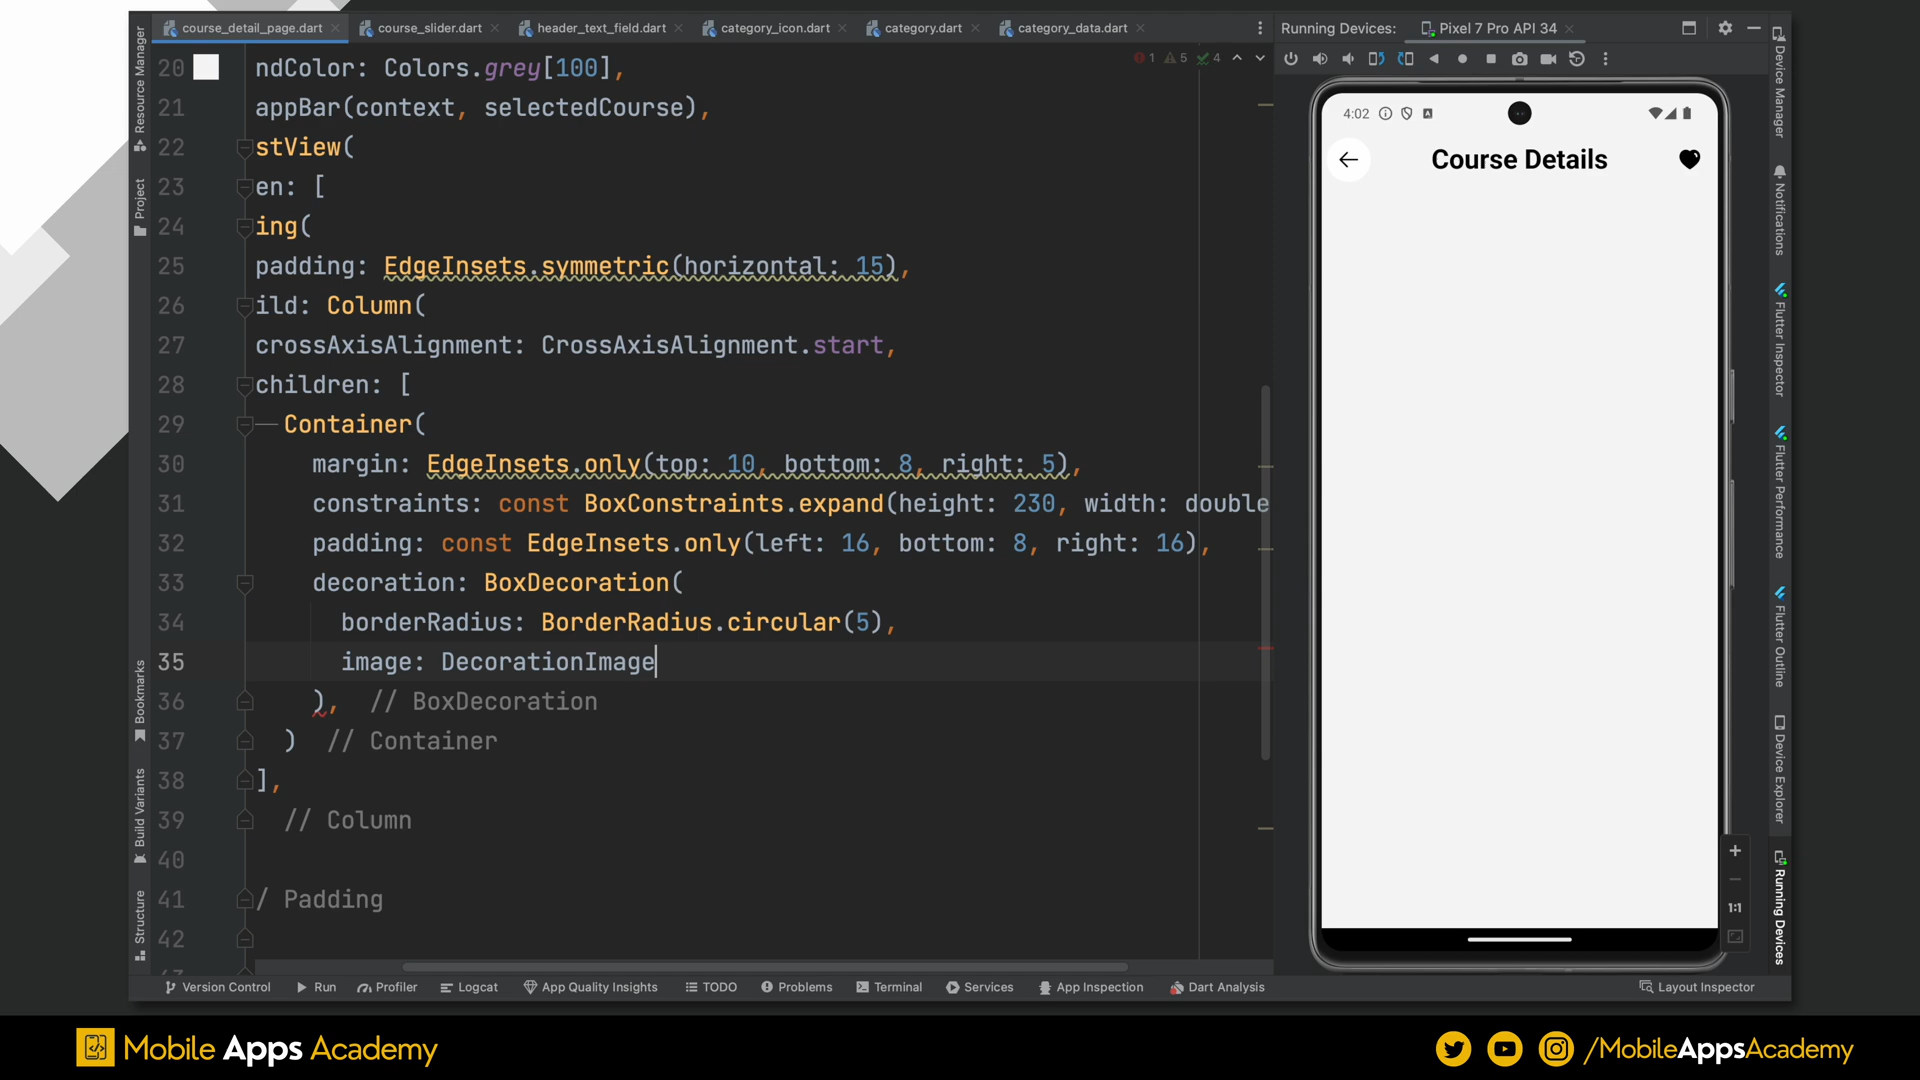 course_detail_page.dart course_slider.dart header_text_field.dart category_icon.dart category.dart category_data.dart
Running Devices: Pixel 7 Pro API 34
1 5 4
20 ndColor: Colors.grey[100],
21 appBar(context, selectedCourse),
22 stView(
23 en: [
24 ing(
25 padding: EdgeInsets.symmetric(horizontal: 15),
26 ild: Column(
27 crossAxisAlignment: CrossAxisAlignment.start,
28 children: [
29 Container(
30 margin: EdgeInsets.only(top: 10, bottom: 8, right: 5),
31 constraints: const BoxConstraints.expand(height: 230, width: double
32 padding: const EdgeInsets.only(left: 16, bottom: 8, right: 16),
33 decoration: BoxDecoration(
34 borderRadius: BorderRadius.circular(5),
35 image: DecorationImage
36 ), // BoxDecoration
37 ) // Container
38 ],
39 // Column
40
41 / Padding
42
Resource Manager
Project
Bookmarks
Build Variants
Structure
4:02
Course Details
1:1
Device Manager
Notifications
Flutter Inspector
Flutter Performance
Flutter Outline
Device Explorer
Running Devices
Version Control Run Profiler Logcat App Quality Insights TODO Problems Terminal Services App Inspection Dart Analysis Layout Inspector
Mobile Apps Academy
/MobileAppsAcademy